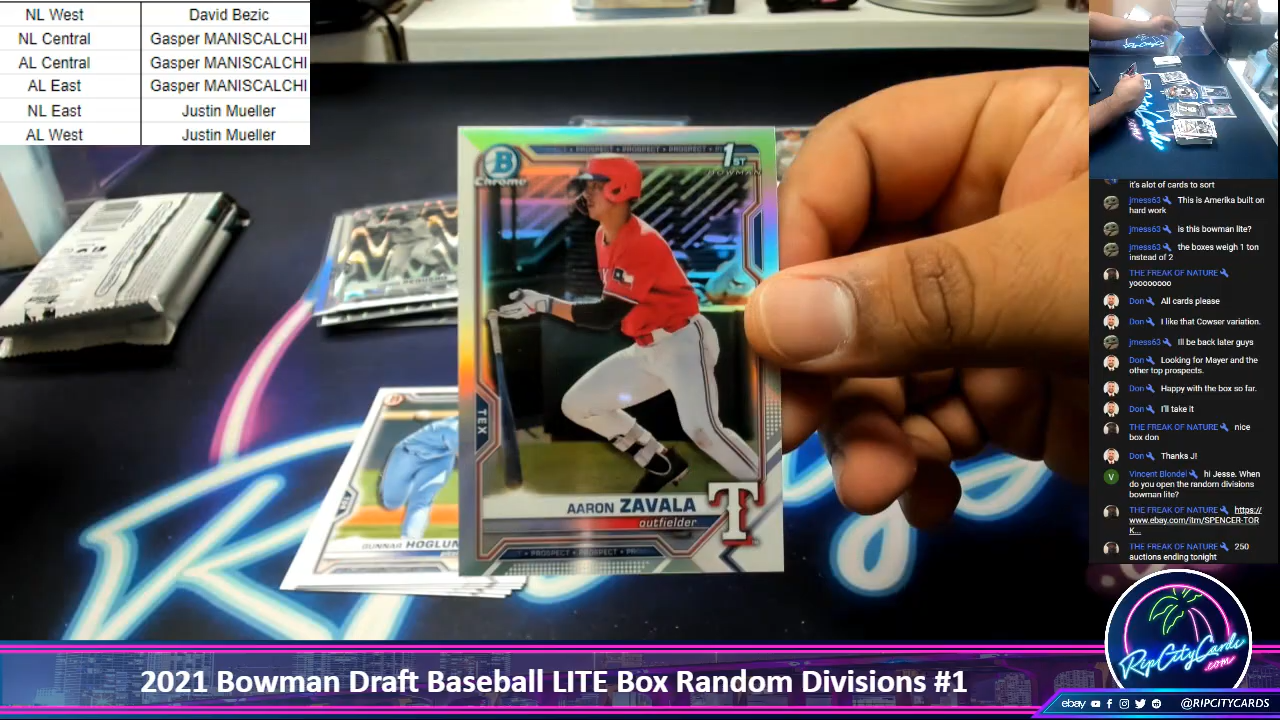 NL West David Bezic
NL Central Gasper MANISCALCHI
AL Central Gasper MANISCALCHI
AL East Gasper MANISCALCHI
NL East Justin Mueller
AL West Justin Mueller
PROSPECT • PROSPECT • PROSPECT
B
Chrome
1ST
BOWMAN
TEX
AARON ZAVALA
outfielder
T
PROSPECT
GUNNAR HOGLUN
it's alot of cards to sort
jmess63 This is Amerika built on
hard work
jmess63 is this bowman lite?
jmess63 the boxes weigh 1 ton
instead of 2
THE FREAK OF NATURE
yoooooooo
Don All cards please
Don I like that Cowser variation.
jmess63 Ill be back later guys
Don Looking for Mayer and the
other top prospects.
Don Happy with the box so far.
Don I'll take it
THE FREAK OF NATURE nice
box don
Don Thanks J!
V Vincent Blondel hi Jesse. When
do you open the random divisions
bowman lite?
THE FREAK OF NATURE https://
www.ebay.com/itm/SPENCER-TOR
K...
THE FREAK OF NATURE 250
auctions ending tonight
RipCityCards
.com
2021 Bowman Draft Baseball LITE Box Random Divisions #1
ebay @RIPCITYCARDS